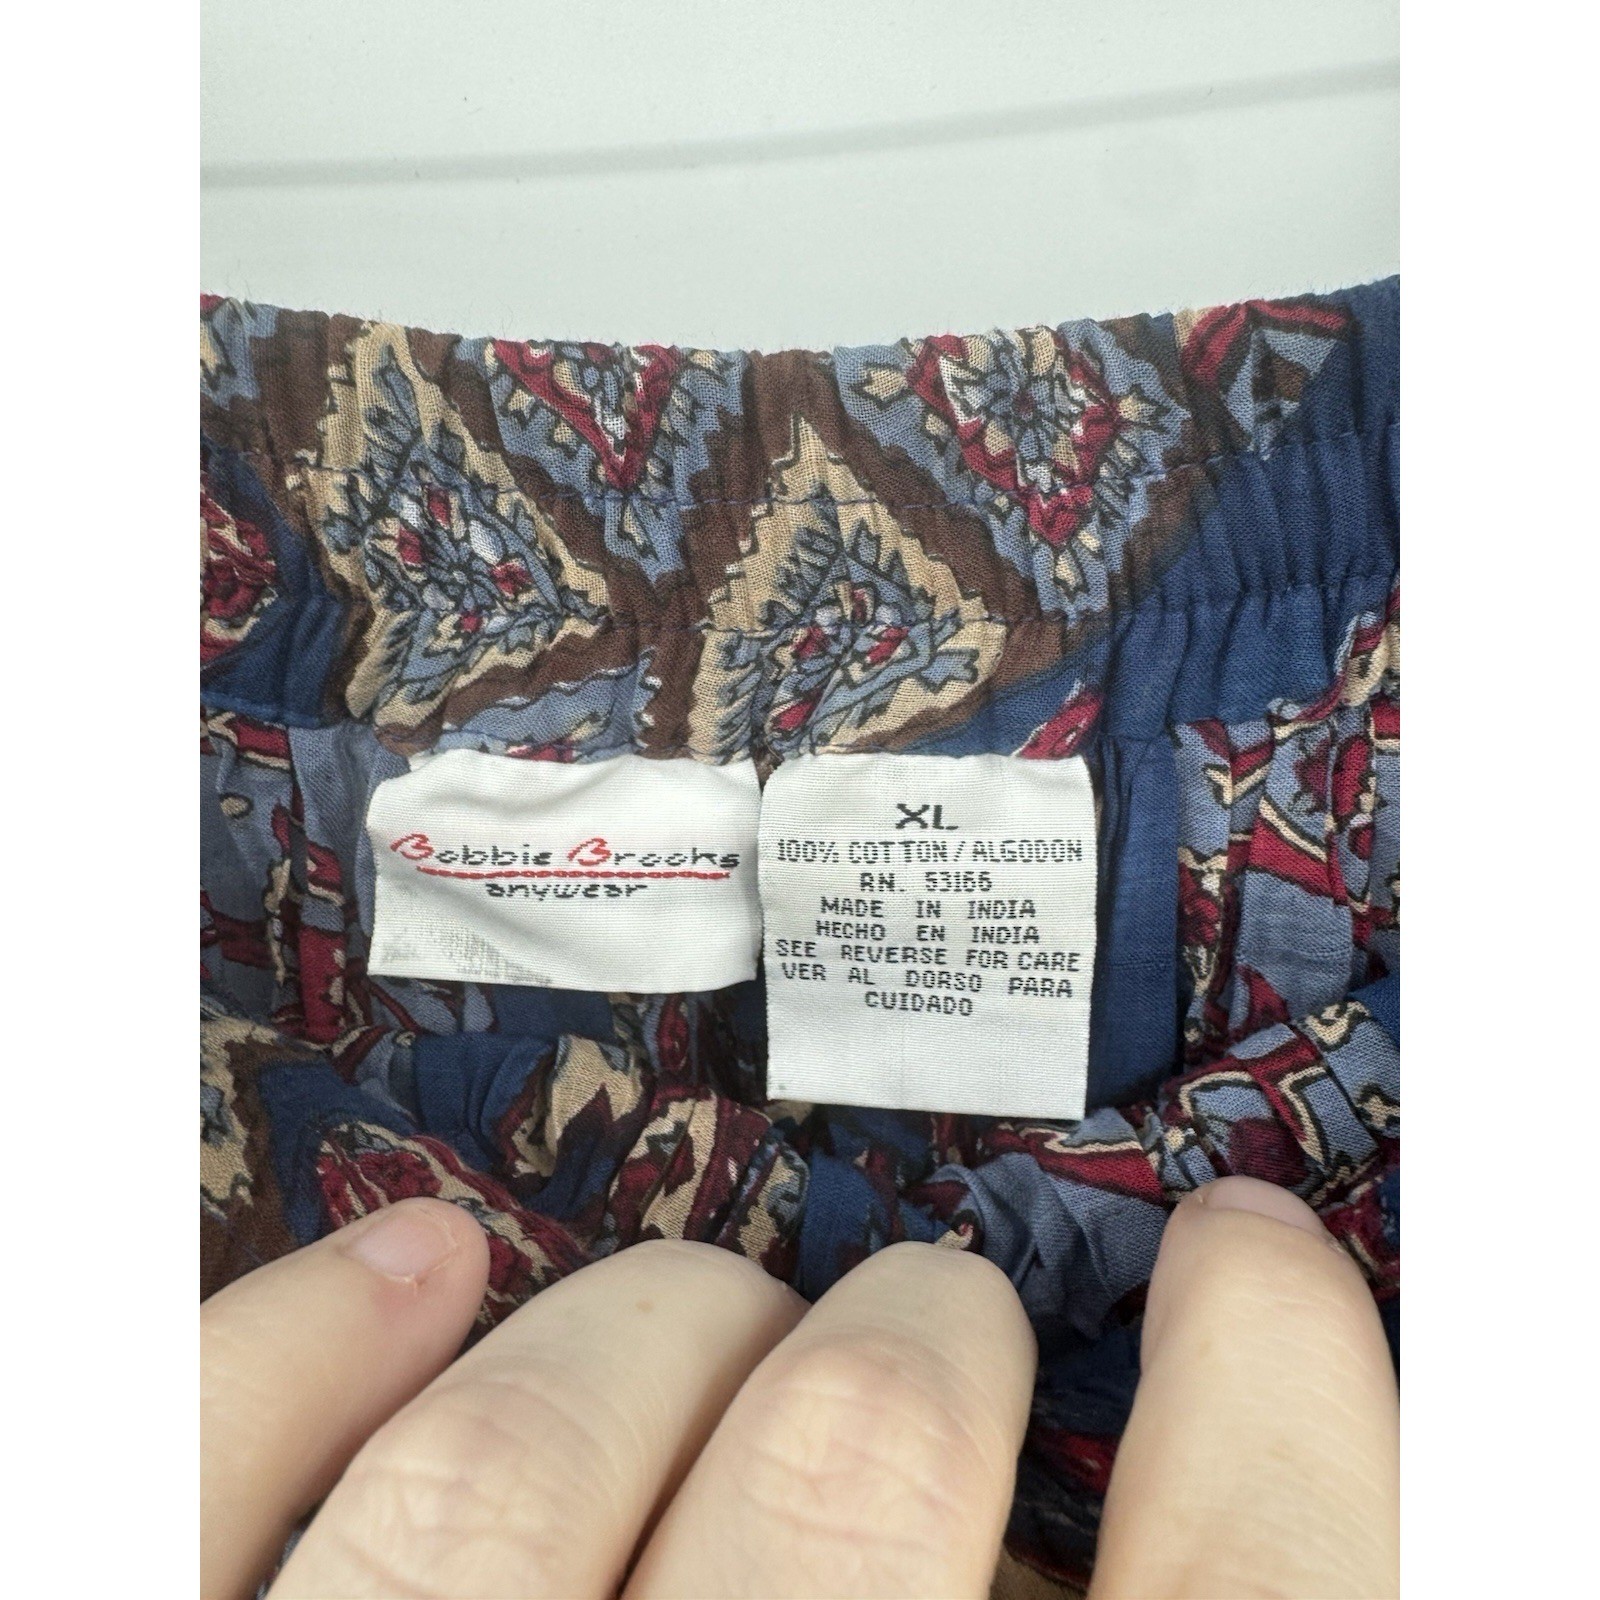 Bobbie Brooks
anywear
XL
100% COTTON / ALGODON
RN. 53166
MADE IN INDIA
HECHO EN INDIA
SEE REVERSE FOR CARE
VER AL DORSO PARA
CUIDADO